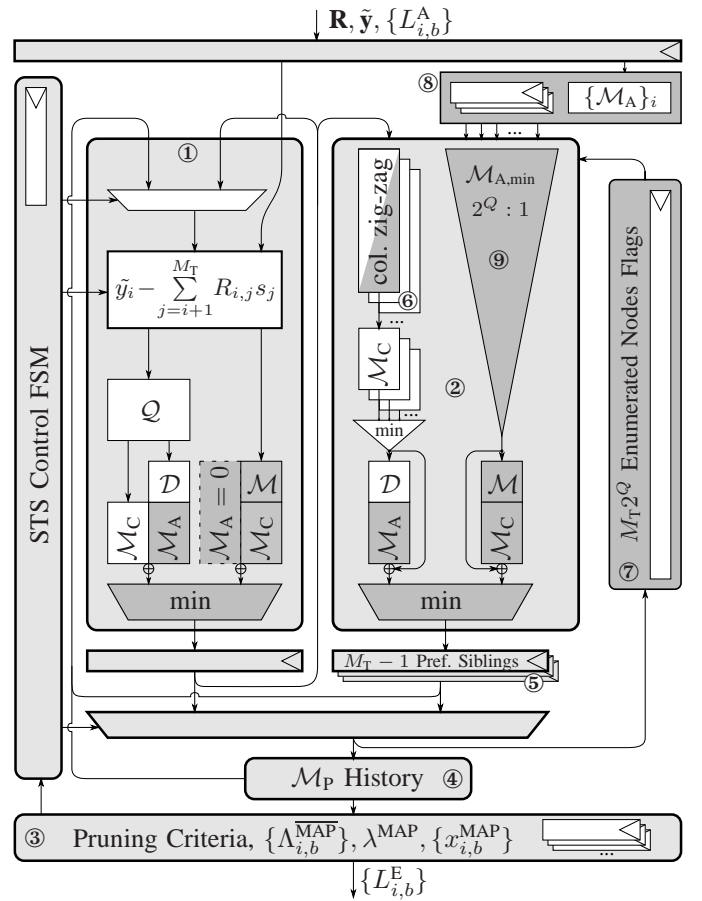 R, ỹ, {L^A_{i,b}}
⑧
{ℳ_A}_i
...
①
col. zig-zag
ℳ_{A,min}
2^Q : 1
⑨
ỹ_i − ∑_{j=i+1}^{M_T} R_{i,j} s_j
⑥
...
ℳ_C
②
𝒬
...
min
STS Control FSM
M_T 2^Q Enumerated Nodes Flags
⑦
𝒟
ℳ_A = 0
ℳ
𝒟
ℳ
ℳ_C
ℳ_A
ℳ_C
ℳ_A
ℳ_C
min
min
M_T − 1 Pref. Siblings
⑤
ℳ_P History ④
③ Pruning Criteria, {Λ^{\overline{MAP}}_{i,b}}, λ^{MAP}, {x^{MAP}_{i,b}}
...
{L^E_{i,b}}